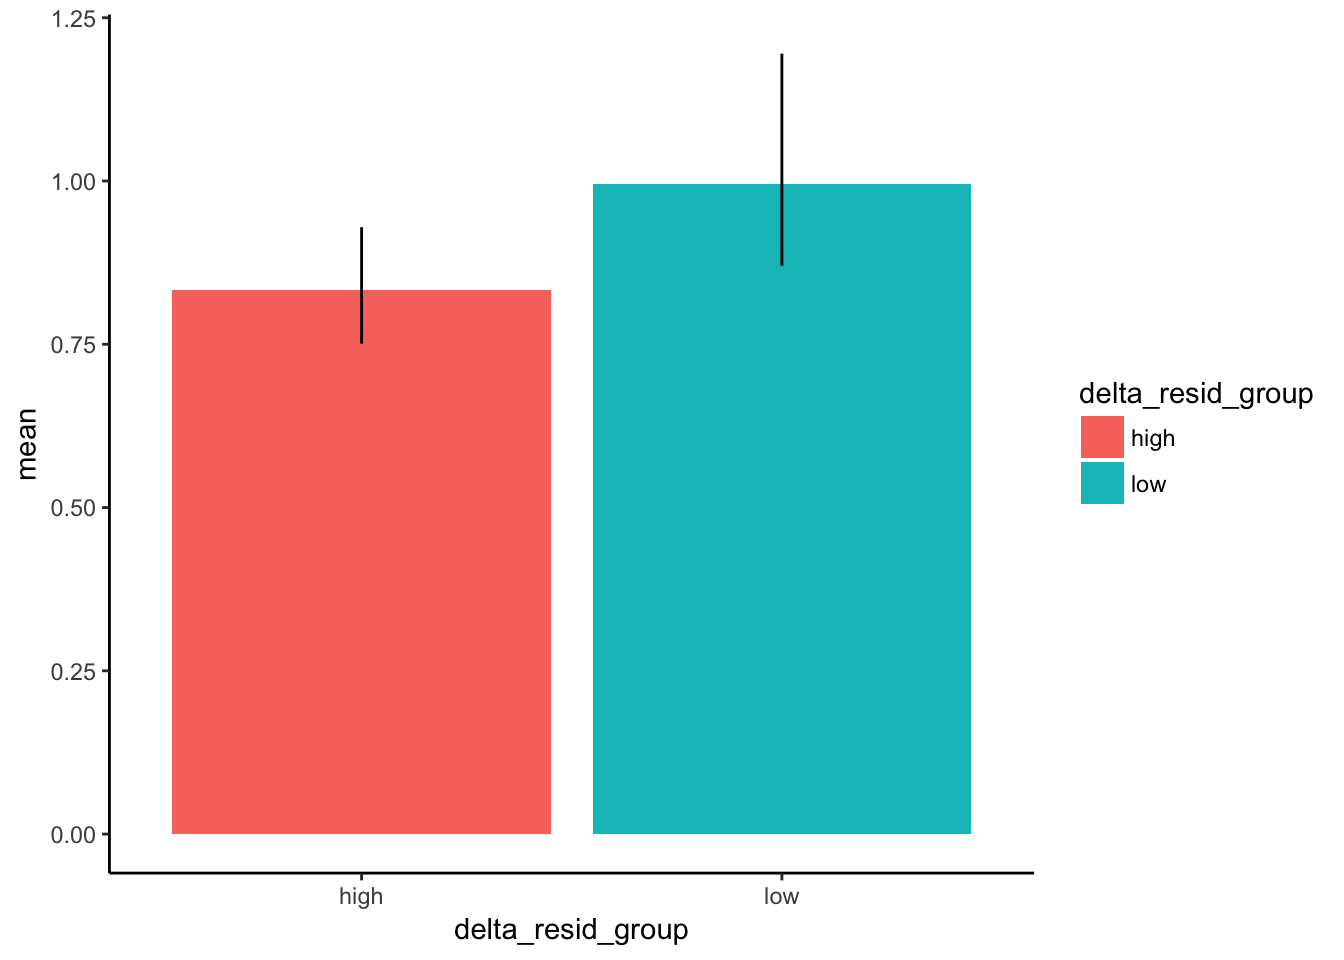 1.25
1.00
0.75
0.50
0.25
0.00
mean
high
low
delta_resid_group
delta_resid_group
high
low